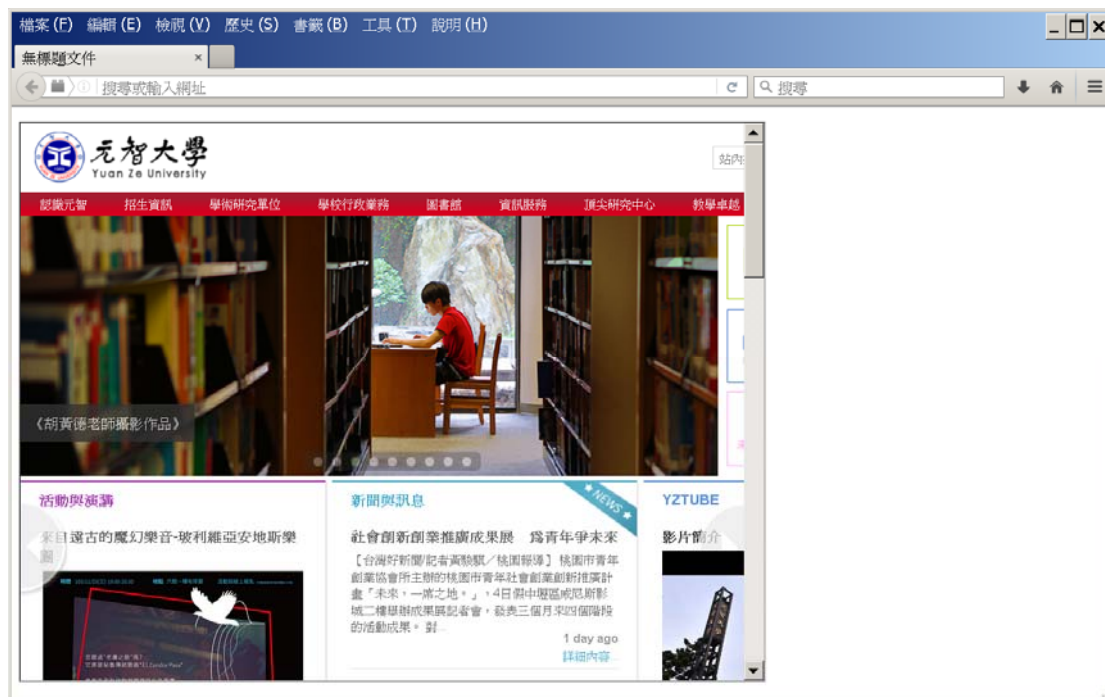 檔案 (F) 編輯 (E) 檢視 (V) 歷史 (S) 書籤 (B) 工具 (T) 說明 (H)
無標題文件
搜尋或輸入網址
搜尋
元智大學
Yuan Ze University
站內
認識元智 招生資訊 學術研究單位 學校行政業務 圖書館 資訊服務 頂尖研究中心 教學卓越
《胡黃德老師攝影作品》
活動與演講
來自遠古的魔幻樂音-玻利維亞安地斯樂
團
新聞與訊息
NEWS
社會創新創業推廣成果展 為青年爭未來
【台灣好新聞/記者黃駿騏／桃園報導】 桃園市青年
創業協會所主辦的桃園市青年社會創業創新推廣計
畫「未來，一席之地。」，4日假中壢區威尼斯影
城二樓舉辦成果展記者會，發表三個月來四個階段
的活動成果。 對...
1 day ago
詳細內容...
YZTUBE
影片簡介